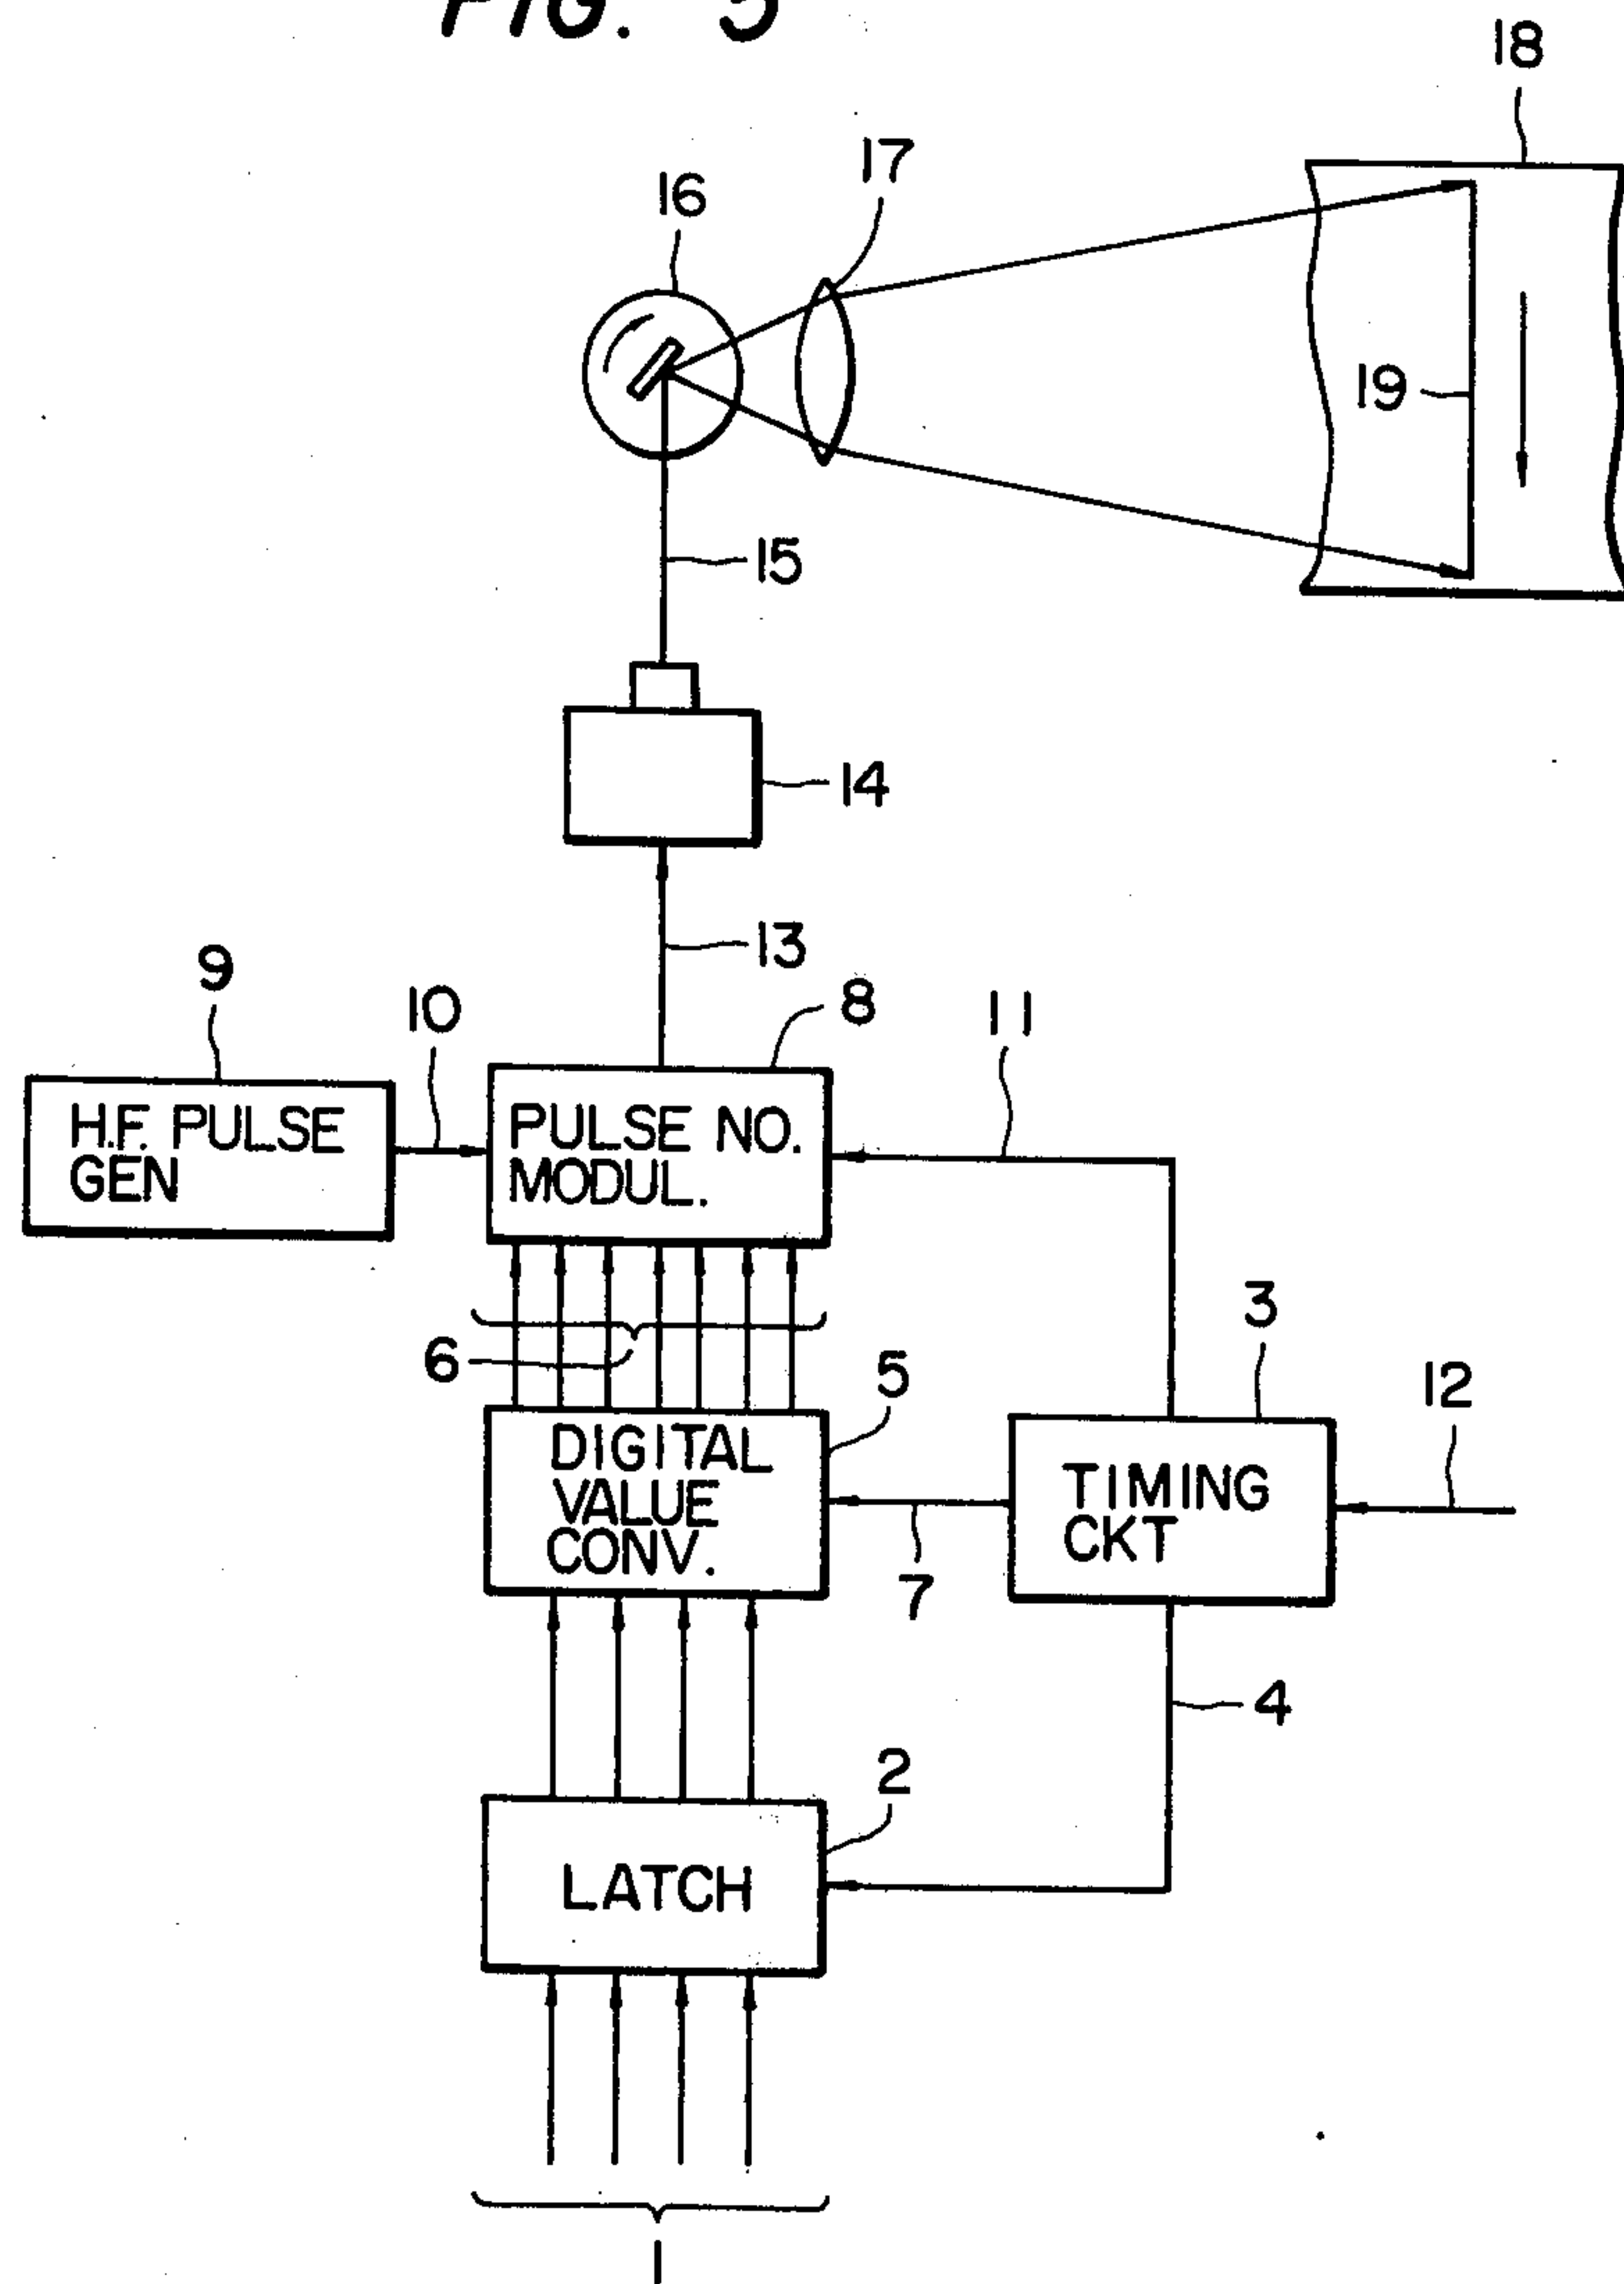 FIG. 5
18
17
16
19
15
14
13
9
10
8
11
H.F. PULSE
GEN
PULSE NO.
MODUL.
3
6
5
12
DIGITAL
VALUE
CONV.
TIMING
CKT
7
4
2
LATCH
1